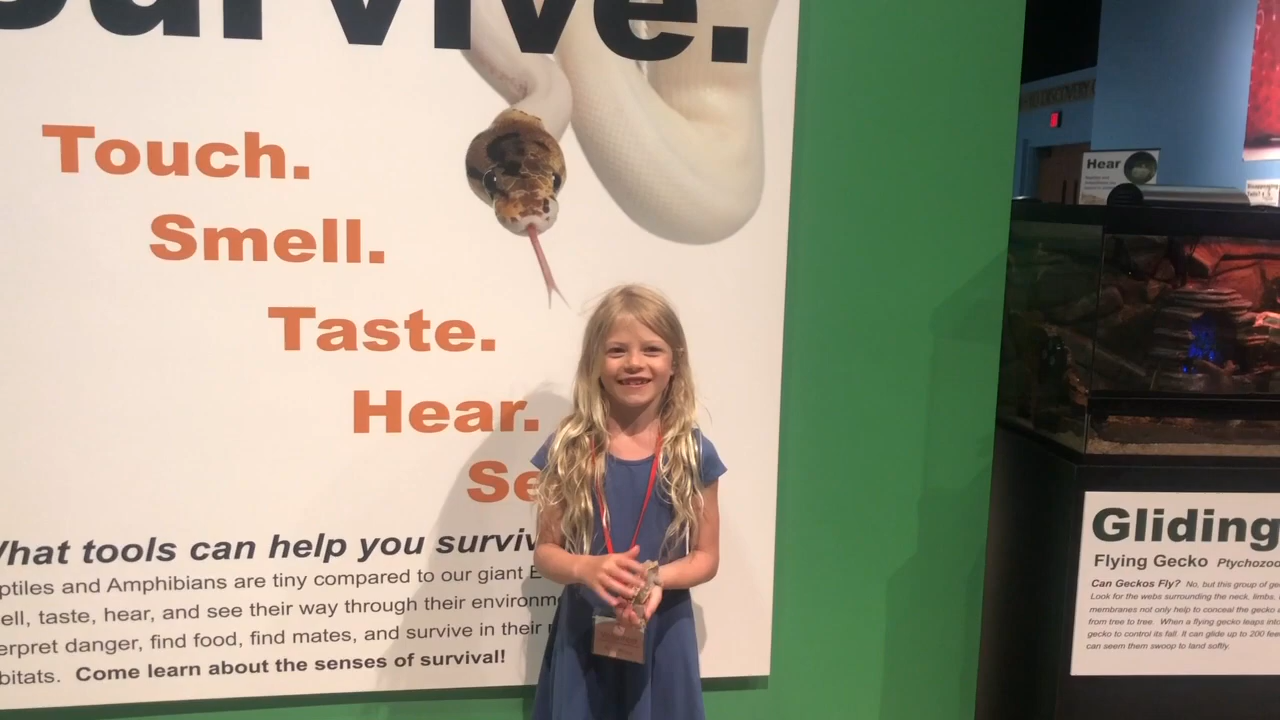 Survive.
Touch.
Smell.
Taste.
Hear.
Se
What tools can help you surviv
ptiles and Amphibians are tiny compared to our giant E
ell, taste, hear, and see their way through their environm
erpret danger, find food, find mates, and survive in their
bitats. Come learn about the senses of survival!
Hear
Gliding
Flying Gecko Ptychozoo
Can Geckos Fly? No, but this group of ge
Look for the webs surrounding the neck, limbs,
membranes not only help to conceal the gecko a
from tree to tree. When a flying gecko leaps into
gecko to control its fall. It can glide up to 200 fee
can seem them swoop to land softly.